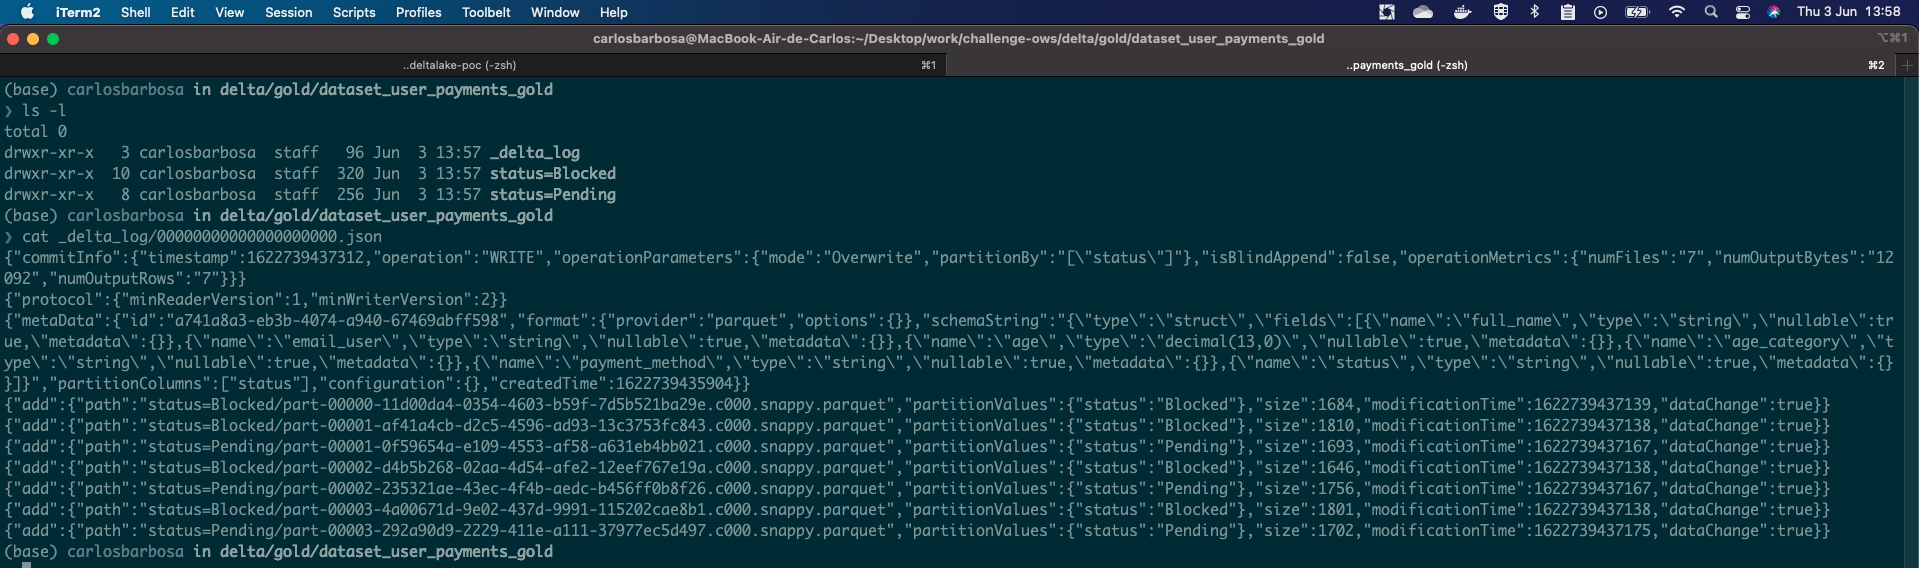 iTerm2 Shell Edit View Session Scripts Profiles Toolbelt Window Help Thu 3 Jun 13:58
carlosbarbosa@MacBook-Air-de-Carlos:~/Desktop/work/challenge-ows/delta/gold/dataset_user_payments_gold ⌥⌘1
..deltalake-poc (-zsh) ⌘1 ..payments_gold (-zsh) ⌘2
(base) carlosbarbosa in delta/gold/dataset_user_payments_gold
❯ ls -l
total 0
drwxr-xr-x 3 carlosbarbosa staff 96 Jun 3 13:57 _delta_log
drwxr-xr-x 10 carlosbarbosa staff 320 Jun 3 13:57 status=Blocked
drwxr-xr-x 8 carlosbarbosa staff 256 Jun 3 13:57 status=Pending
(base) carlosbarbosa in delta/gold/dataset_user_payments_gold
❯ cat _delta_log/00000000000000000000.json
{"commitInfo":{"timestamp":1622739437312,"operation":"WRITE","operationParameters":{"mode":"Overwrite","partitionBy":"[\"status\"]"},"isBlindAppend":false,"operationMetrics":{"numFiles":"7","numOutputBytes":"12
092","numOutputRows":"7"}}}
{"protocol":{"minReaderVersion":1,"minWriterVersion":2}}
{"metaData":{"id":"a741a8a3-eb3b-4074-a940-67469abff598","format":{"provider":"parquet","options":{}},"schemaString":"{\"type\":\"struct\",\"fields\":[{\"name\":\"full_name\",\"type\":\"string\",\"nullable\":tr
ue,\"metadata\":{}},{\"name\":\"email_user\",\"type\":\"string\",\"nullable\":true,\"metadata\":{}},{\"name\":\"age\",\"type\":\"decimal(13,0)\",\"nullable\":true,\"metadata\":{}},{\"name\":\"age_category\",\"t
ype\":\"string\",\"nullable\":true,\"metadata\":{}},{\"name\":\"payment_method\",\"type\":\"string\",\"nullable\":true,\"metadata\":{}},{\"name\":\"status\",\"type\":\"string\",\"nullable\":true,\"metadata\":{}
}]}","partitionColumns":["status"],"configuration":{},"createdTime":1622739435904}}
{"add":{"path":"status=Blocked/part-00000-11d00da4-0354-4603-b59f-7d5b521ba29e.c000.snappy.parquet","partitionValues":{"status":"Blocked"},"size":1684,"modificationTime":1622739437139,"dataChange":true}}
{"add":{"path":"status=Blocked/part-00001-af41a4cb-d2c5-4596-ad93-13c3753fc843.c000.snappy.parquet","partitionValues":{"status":"Blocked"},"size":1810,"modificationTime":1622739437138,"dataChange":true}}
{"add":{"path":"status=Pending/part-00001-0f59654a-e109-4553-af58-a631eb4bb021.c000.snappy.parquet","partitionValues":{"status":"Pending"},"size":1693,"modificationTime":1622739437167,"dataChange":true}}
{"add":{"path":"status=Blocked/part-00002-d4b5b268-02aa-4d54-afe2-12eef767e19a.c000.snappy.parquet","partitionValues":{"status":"Blocked"},"size":1646,"modificationTime":1622739437138,"dataChange":true}}
{"add":{"path":"status=Pending/part-00002-235321ae-43ec-4f4b-aedc-b456ff0b8f26.c000.snappy.parquet","partitionValues":{"status":"Pending"},"size":1756,"modificationTime":1622739437167,"dataChange":true}}
{"add":{"path":"status=Blocked/part-00003-4a00671d-9e02-437d-9991-115202cae8b1.c000.snappy.parquet","partitionValues":{"status":"Blocked"},"size":1801,"modificationTime":1622739437138,"dataChange":true}}
{"add":{"path":"status=Pending/part-00003-292a90d9-2229-411e-a111-37977ec5d497.c000.snappy.parquet","partitionValues":{"status":"Pending"},"size":1702,"modificationTime":1622739437175,"dataChange":true}}
(base) carlosbarbosa in delta/gold/dataset_user_payments_gold